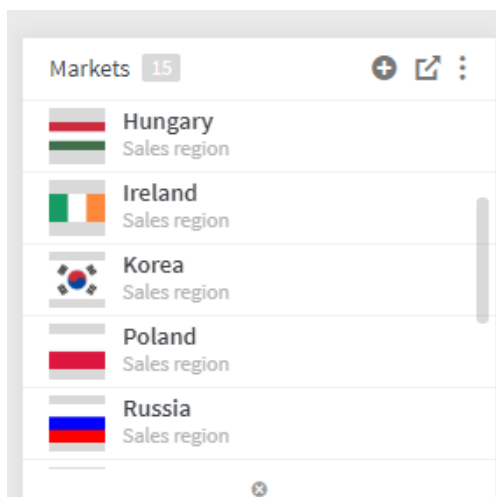 Markets 15
Hungary
Sales region
Ireland
Sales region
Korea
Sales region
Poland
Sales region
Russia
Sales region